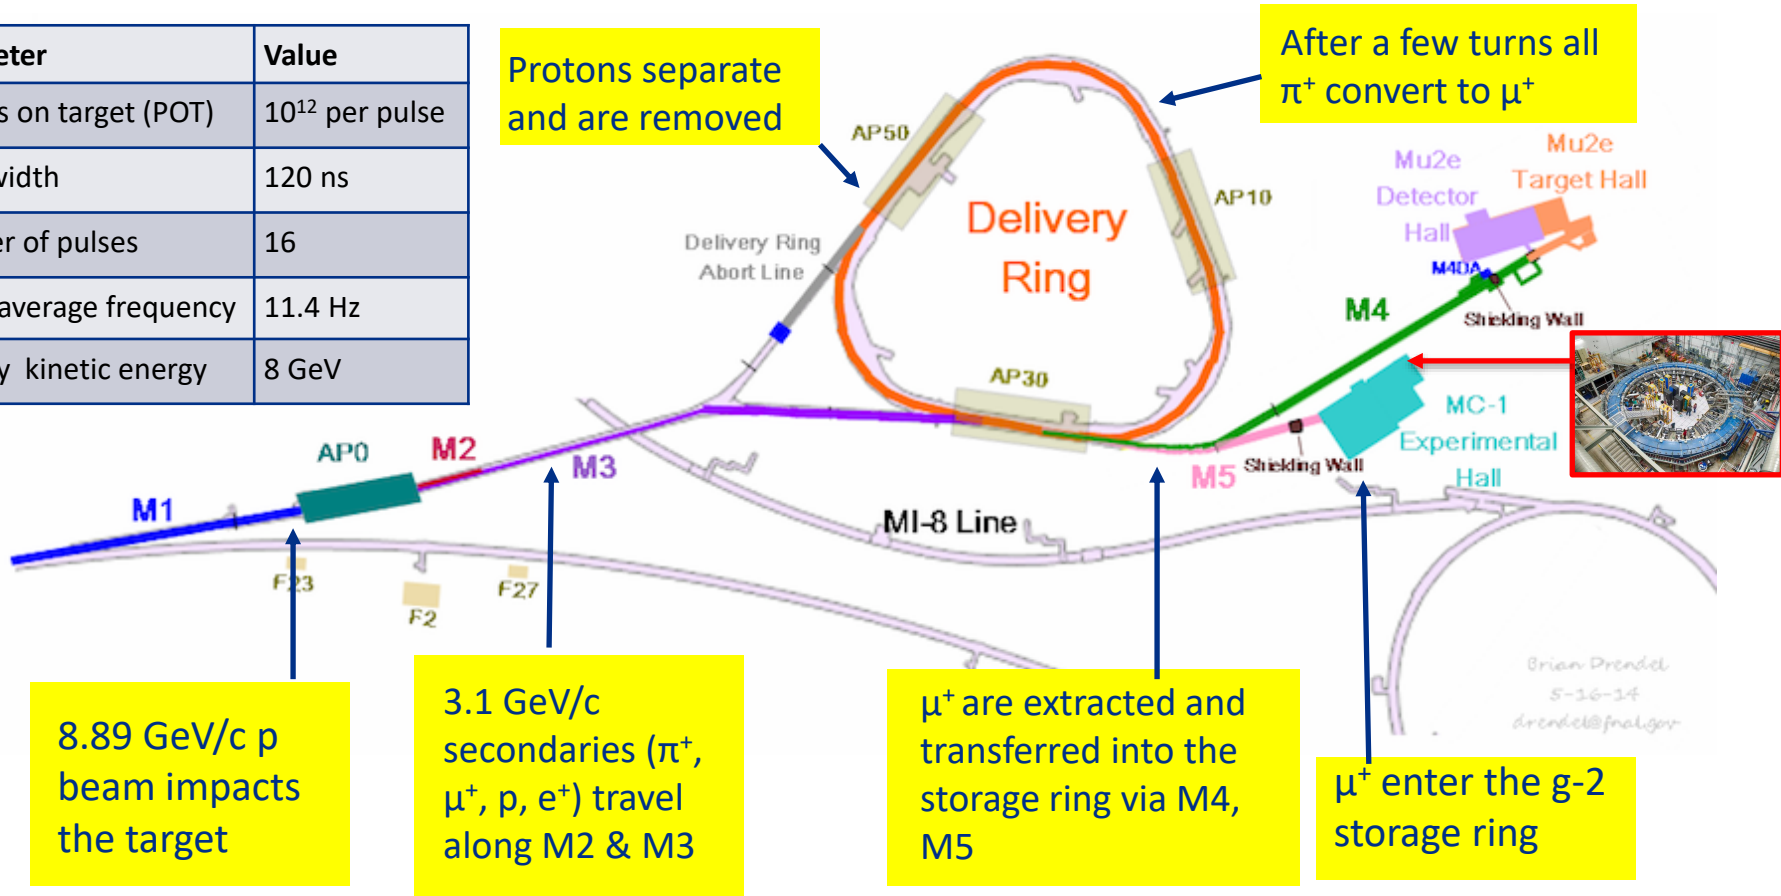 eter Value
s on target (POT) 10¹² per pulse
width 120 ns
er of pulses 16
average frequency 11.4 Hz
y kinetic energy 8 GeV
Protons separate
and are removed
After a few turns all
π⁺ convert to μ⁺
AP50
AP10
Delivery
Ring
Delivery Ring
Abort Line
Mu2e
Target Hall
Mu2e
Detector
Hall
M4DA
Shielding Wall
M4
AP30
MC-1
Experimental
Hall
Shielding Wall
M5
AP0
M2
M3
M1
MI-8 Line
F23
F27
F2
8.89 GeV/c p
beam impacts
the target
3.1 GeV/c
secondaries (π⁺,
μ⁺, p, e⁺) travel
along M2 & M3
μ⁺ are extracted and
transferred into the
storage ring via M4,
M5
μ⁺ enter the g-2
storage ring
Brian Drendel
5-16-14
drendel@fnal.gov